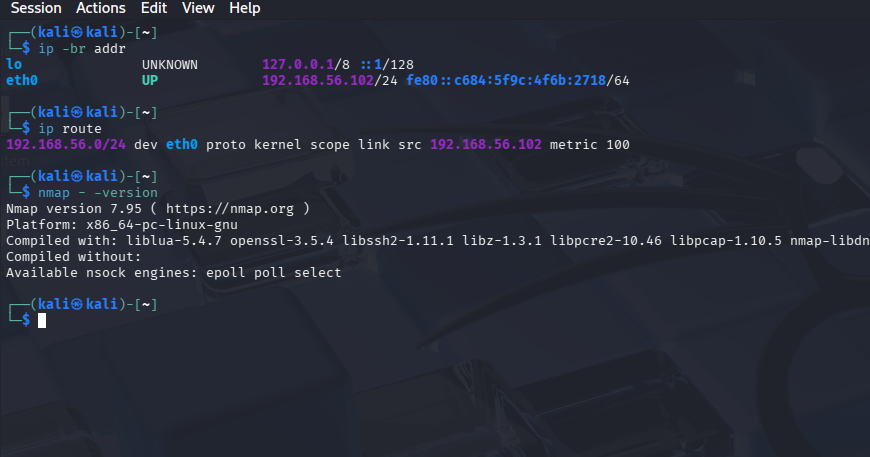 Session Actions Edit View Help
┌──(kali㉿kali)-[~]
└─$ ip -br addr
lo UNKNOWN 127.0.0.1/8 ::1/128
eth0 UP 192.168.56.102/24 fe80::c684:5f9c:4f6b:2718/64
┌──(kali㉿kali)-[~]
└─$ ip route
192.168.56.0/24 dev eth0 proto kernel scope link src 192.168.56.102 metric 100
┌──(kali㉿kali)-[~]
└─$ nmap - -version
Nmap version 7.95 ( https://nmap.org )
Platform: x86_64-pc-linux-gnu
Compiled with: liblua-5.4.7 openssl-3.5.4 libssh2-1.11.1 libz-1.3.1 libpcre2-10.46 libpcap-1.10.5 nmap-libdn
Compiled without:
Available nsock engines: epoll poll select
┌──(kali㉿kali)-[~]
└─$